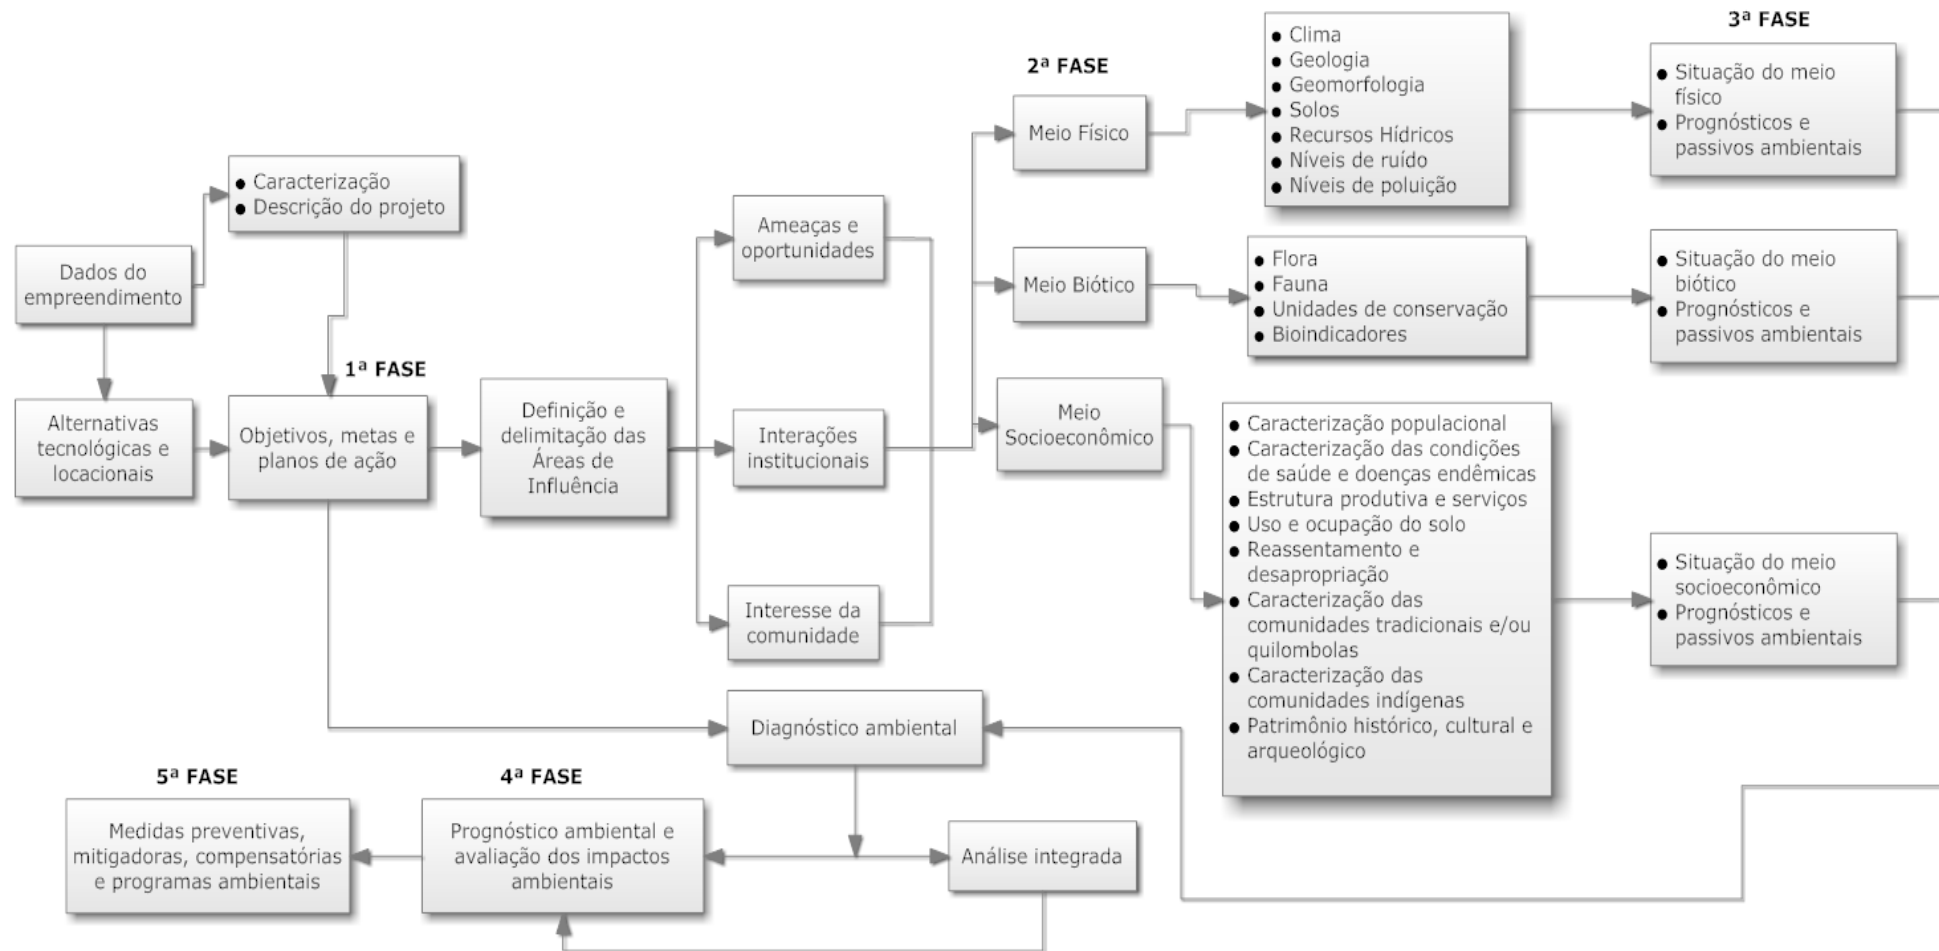 Dados do
empreendimento
Alternativas
tecnológicas e
locacionais
● Caracterização
● Descrição do projeto
1ª FASE
Objetivos, metas e
planos de ação
Definição e
delimitação das
Áreas de
Influência
Ameaças e
oportunidades
Interações
institucionais
Interesse da
comunidade
2ª FASE
Meio Físico
Meio Biótico
Meio
Socioeconômico
● Clima
● Geologia
● Geomorfologia
● Solos
● Recursos Hídricos
● Níveis de ruído
● Níveis de poluição
● Flora
● Fauna
● Unidades de conservação
● Bioindicadores
● Caracterização populacional
● Caracterização das condições
de saúde e doenças endêmicas
● Estrutura produtiva e serviços
● Uso e ocupação do solo
● Reassentamento e
desapropriação
● Caracterização das
comunidades tradicionais e/ou
quilombolas
● Caracterização das
comunidades indígenas
● Patrimônio histórico, cultural e
arqueológico
3ª FASE
● Situação do meio
físico
● Prognósticos e
passivos ambientais
● Situação do meio
biótico
● Prognósticos e
passivos ambientais
● Situação do meio
socioeconômico
● Prognósticos e
passivos ambientais
Diagnóstico ambiental
Análise integrada
4ª FASE
Prognóstico ambiental e
avaliação dos impactos
ambientais
5ª FASE
Medidas preventivas,
mitigadoras, compensatórias
e programas ambientais